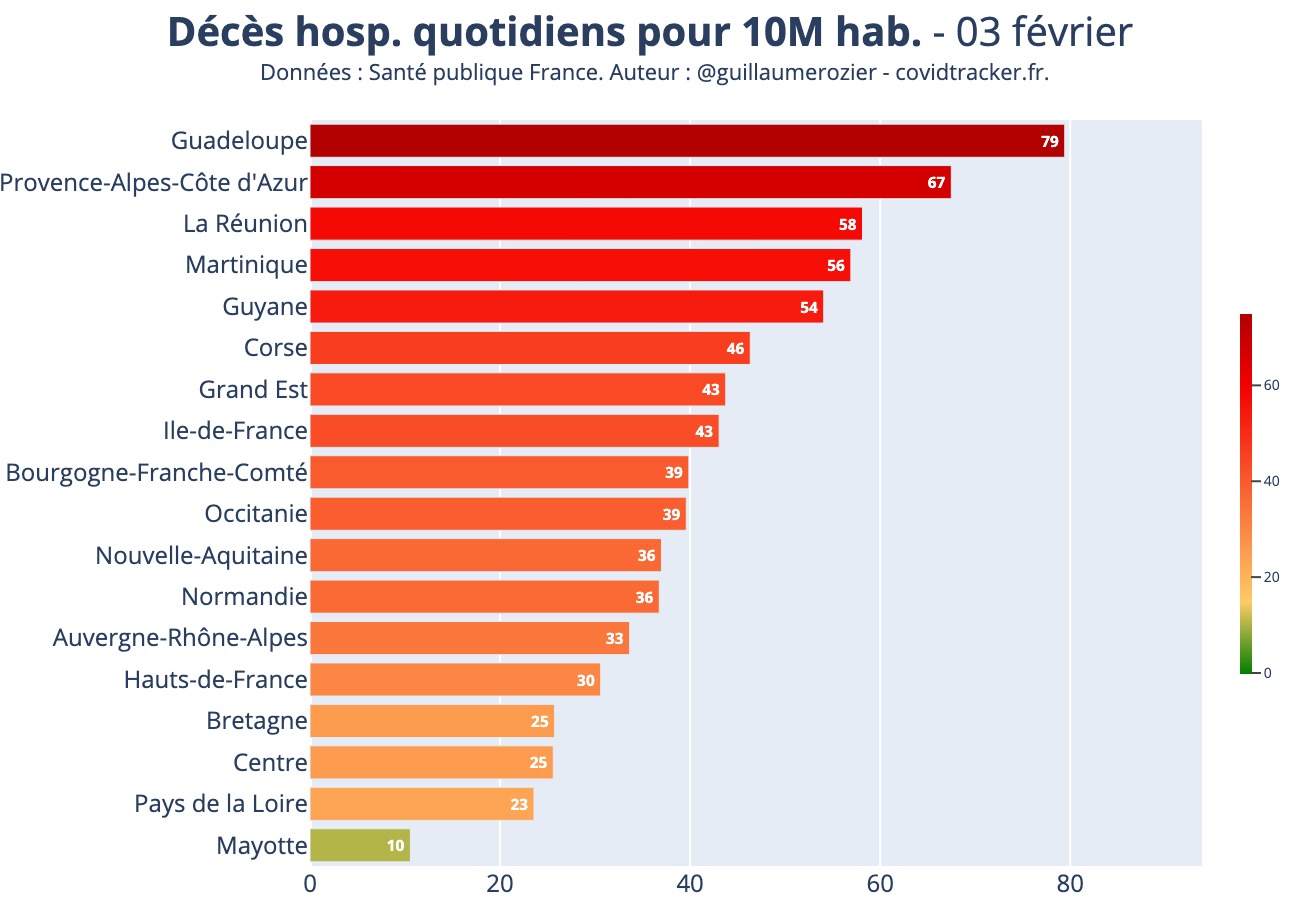 Décès hosp. quotidiens pour 10M hab. - 03 février
Données : Santé publique France. Auteur : @guillaumerozier - covidtracker.fr.
Guadeloupe 79
Provence-Alpes-Côte d'Azur 67
La Réunion 58
Martinique 56
Guyane 54
Corse 46
Grand Est 43
Ile-de-France 43
Bourgogne-Franche-Comté 39
Occitanie 39
Nouvelle-Aquitaine 36
Normandie 36
Auvergne-Rhône-Alpes 33
Hauts-de-France 30
Bretagne 25
Centre 25
Pays de la Loire 23
Mayotte 10
0 20 40 60 80
60
40
20
0